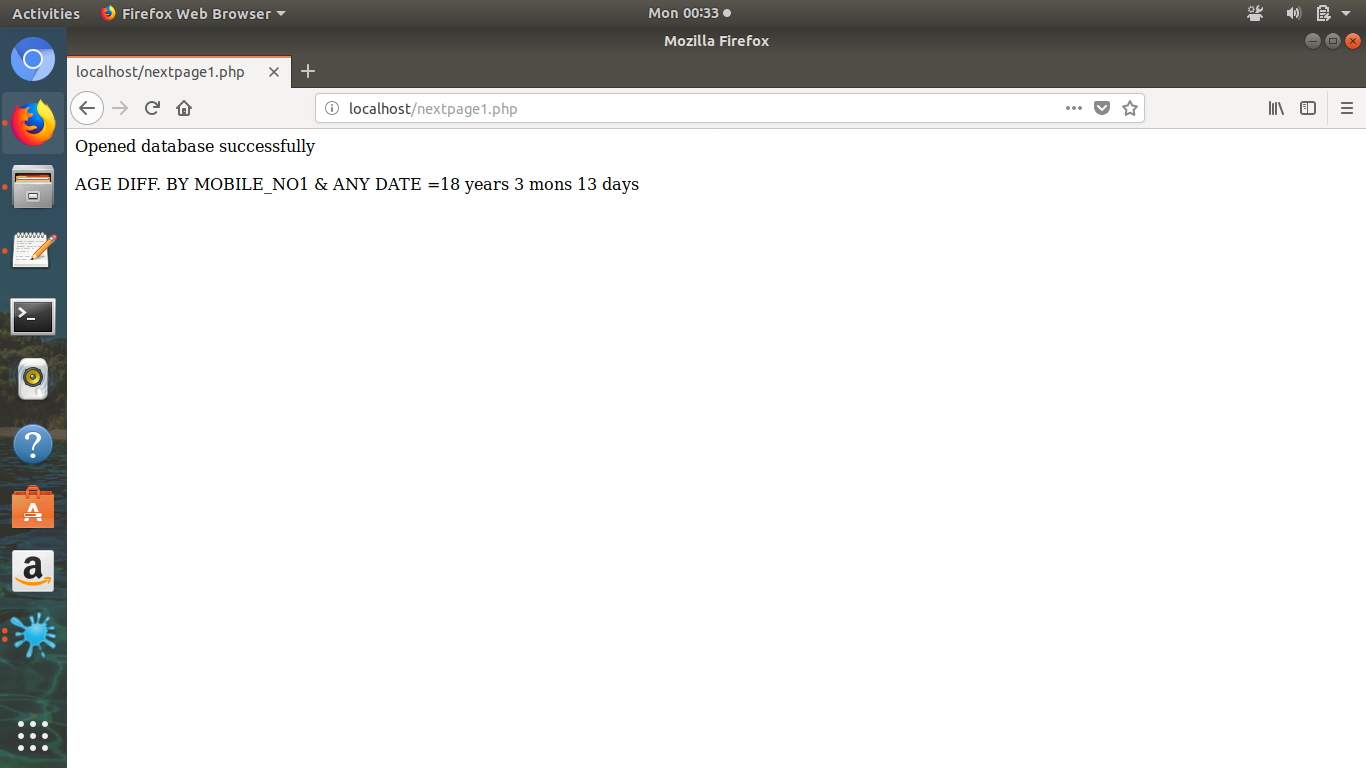 Activities Firefox Web Browser Mon 00:33
Mozilla Firefox
localhost/nextpage1.php
localhost/nextpage1.php
Opened database successfully
AGE DIFF. BY MOBILE_NO1 & ANY DATE =18 years 3 mons 13 days